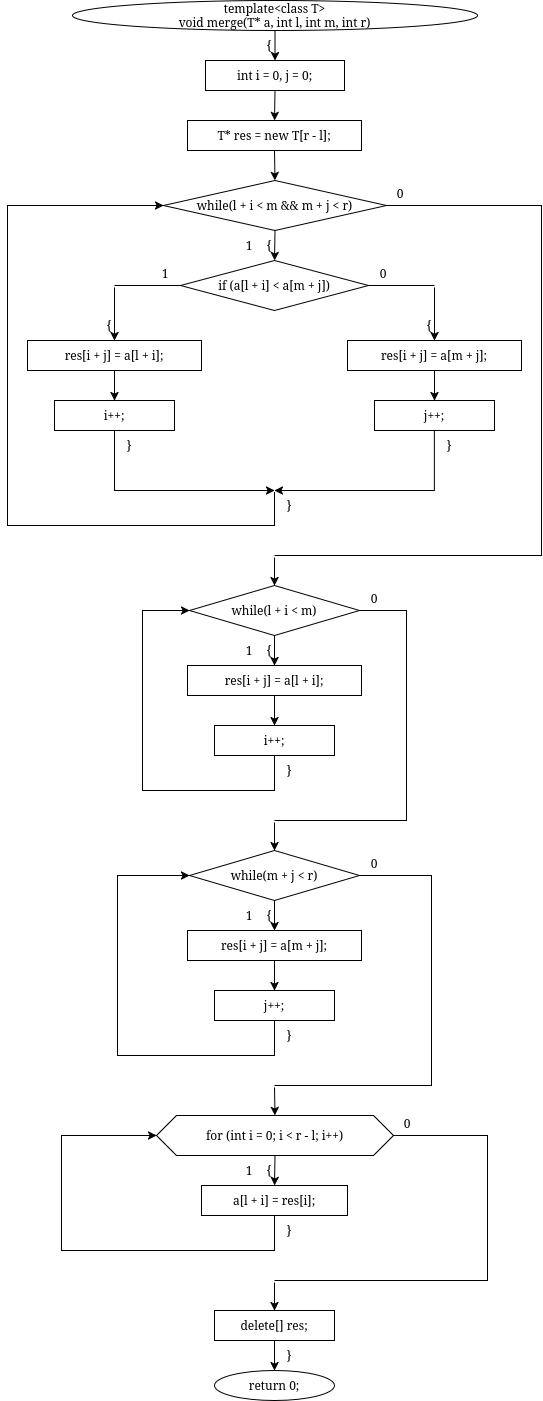 template<class T>
void merge(T* a, int l, int m, int r)
{
int i = 0, j = 0;
T* res = new T[r - l];
while(l + i < m && m + j < r)
0
1 {
if (a[l + i] < a[m + j])
1
0
{
{
res[i + j] = a[l + i];
res[i + j] = a[m + j];
i++;
j++;
}
}
}
while(l + i < m)
0
1 {
res[i + j] = a[l + i];
i++;
}
while(m + j < r)
0
1 {
res[i + j] = a[m + j];
j++;
}
for (int i = 0; i < r - l; i++)
0
1 {
a[l + i] = res[i];
}
delete[] res;
}
return 0;